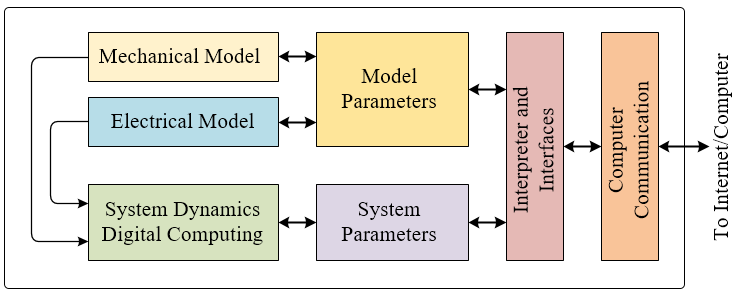 Mechanical Model
Electrical Model
System Dynamics
Digital Computing
Model
Parameters
System
Parameters
Interpreter and
Interfaces
Computer
Communication
To Internet/Computer